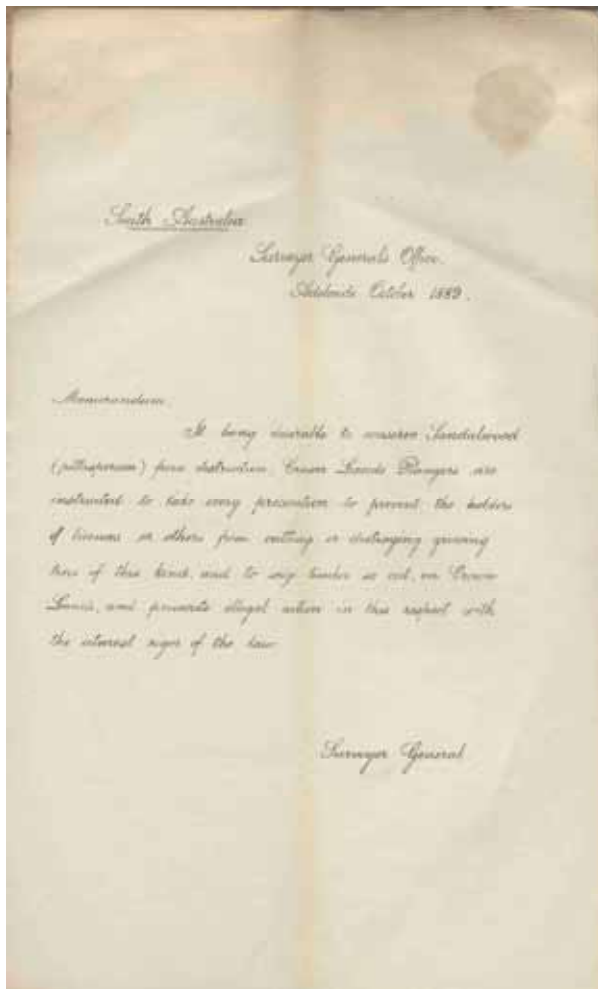 South Australia
Surveyor General's Office.
Adelaide October 1889.
Memorandum.
It being desirable to conserve Sandalwood
(pittosporum) from destruction, Crown Lands Rangers are
instructed to take every precaution to prevent the holders
of licenses or others from cutting or destroying growing
trees of this kind, and to seize timber so cut, on Crown
Lands, and prosecute illegal action in this respect with
the utmost rigor of the law
Surveyor General